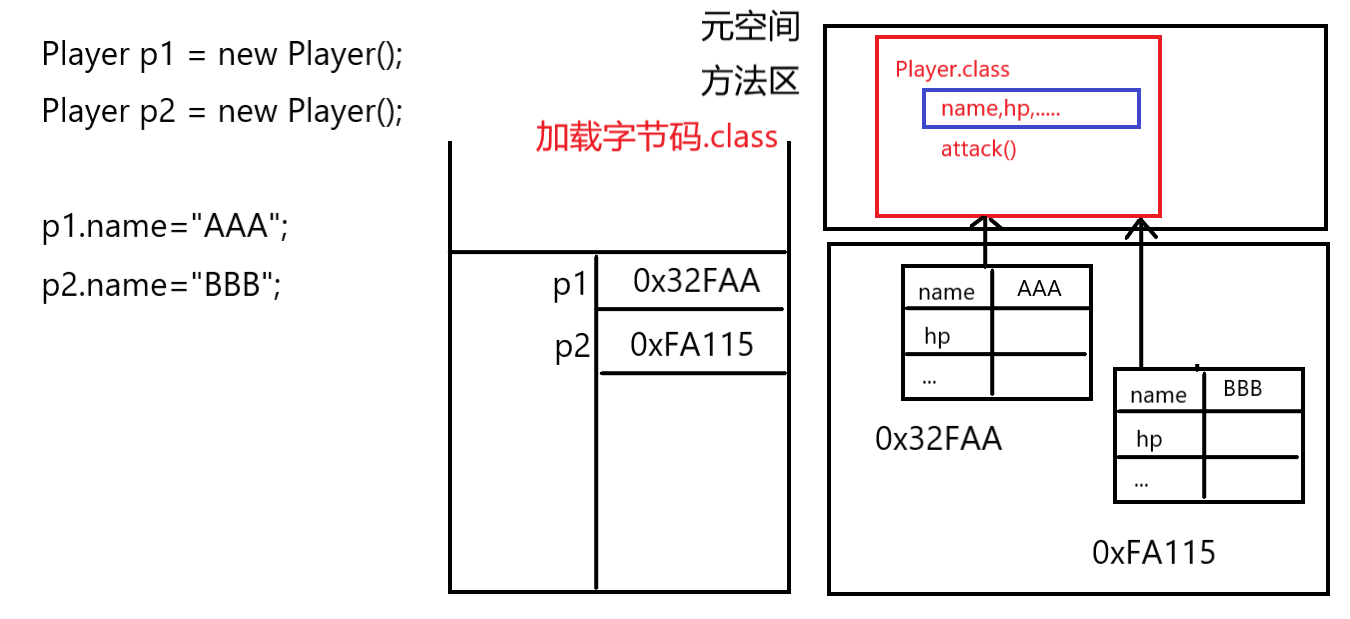 Player p1 = new Player();
Player p2 = new Player();
p1.name="AAA";
p2.name="BBB";
元空间
方法区
加载字节码.class
p1 0x32FAA
p2 0xFA115
Player.class
name,hp,.....
attack()
name AAA
hp
...
0x32FAA
name BBB
hp
...
0xFA115